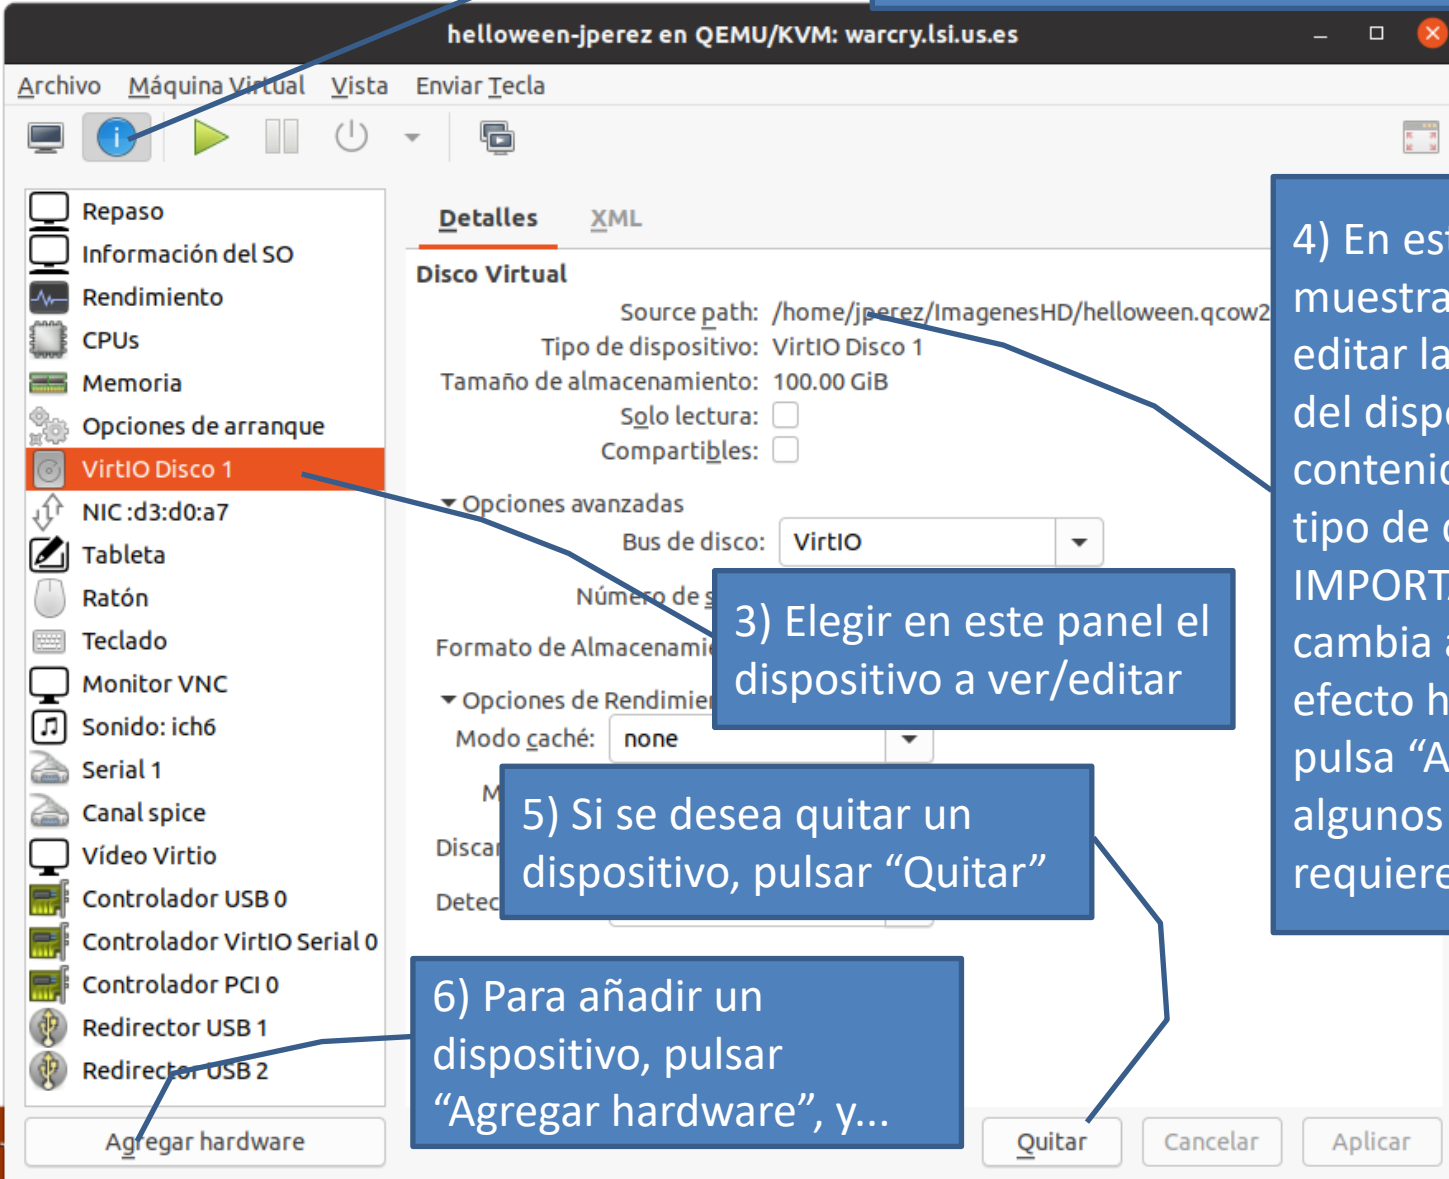 helloween-jperez en QEMU/KVM: warcry.lsi.us.es
Archivo Máquina Virtual Vista Enviar Tecla
Repaso
Información del SO
Rendimiento
CPUs
Memoria
Opciones de arranque
VirtIO Disco 1
NIC :d3:d0:a7
Tableta
Ratón
Teclado
Monitor VNC
Sonido: ich6
Serial 1
Canal spice
Vídeo Virtio
Controlador USB 0
Controlador VirtIO Serial 0
Controlador PCI 0
Redirector USB 1
Redirector USB 2
Agregar hardware
Detalles XML
Disco Virtual
Source path: /home/jperez/ImagenesHD/helloween.qcow2
Tipo de dispositivo: VirtIO Disco 1
Tamaño de almacenamiento: 100.00 GiB
Solo lectura:
Compartibles:
Opciones avanzadas
Bus de disco: VirtIO
Número de
Formato de
Opciones de
Modo caché: none
3) Elegir en este panel el
dispositivo a ver/editar
4) En
muestra
editar la
del
tipo de
cambia
efecto
pulsa
algunos
5) Si se desea quitar un
dispositivo, pulsar “Quitar”
6) Para añadir un
dispositivo, pulsar
“Agregar hardware”, y...
Quitar Cancelar Aplicar